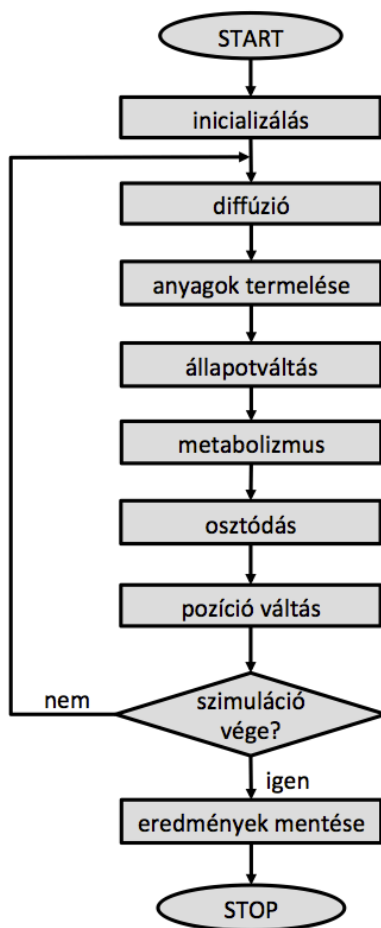 START
inicializálás
diffúzió
anyagok termelése
állapotváltás
metabolizmus
osztódás
pozíció váltás
nem
szimuláció
vége?
igen
eredmények mentése
STOP